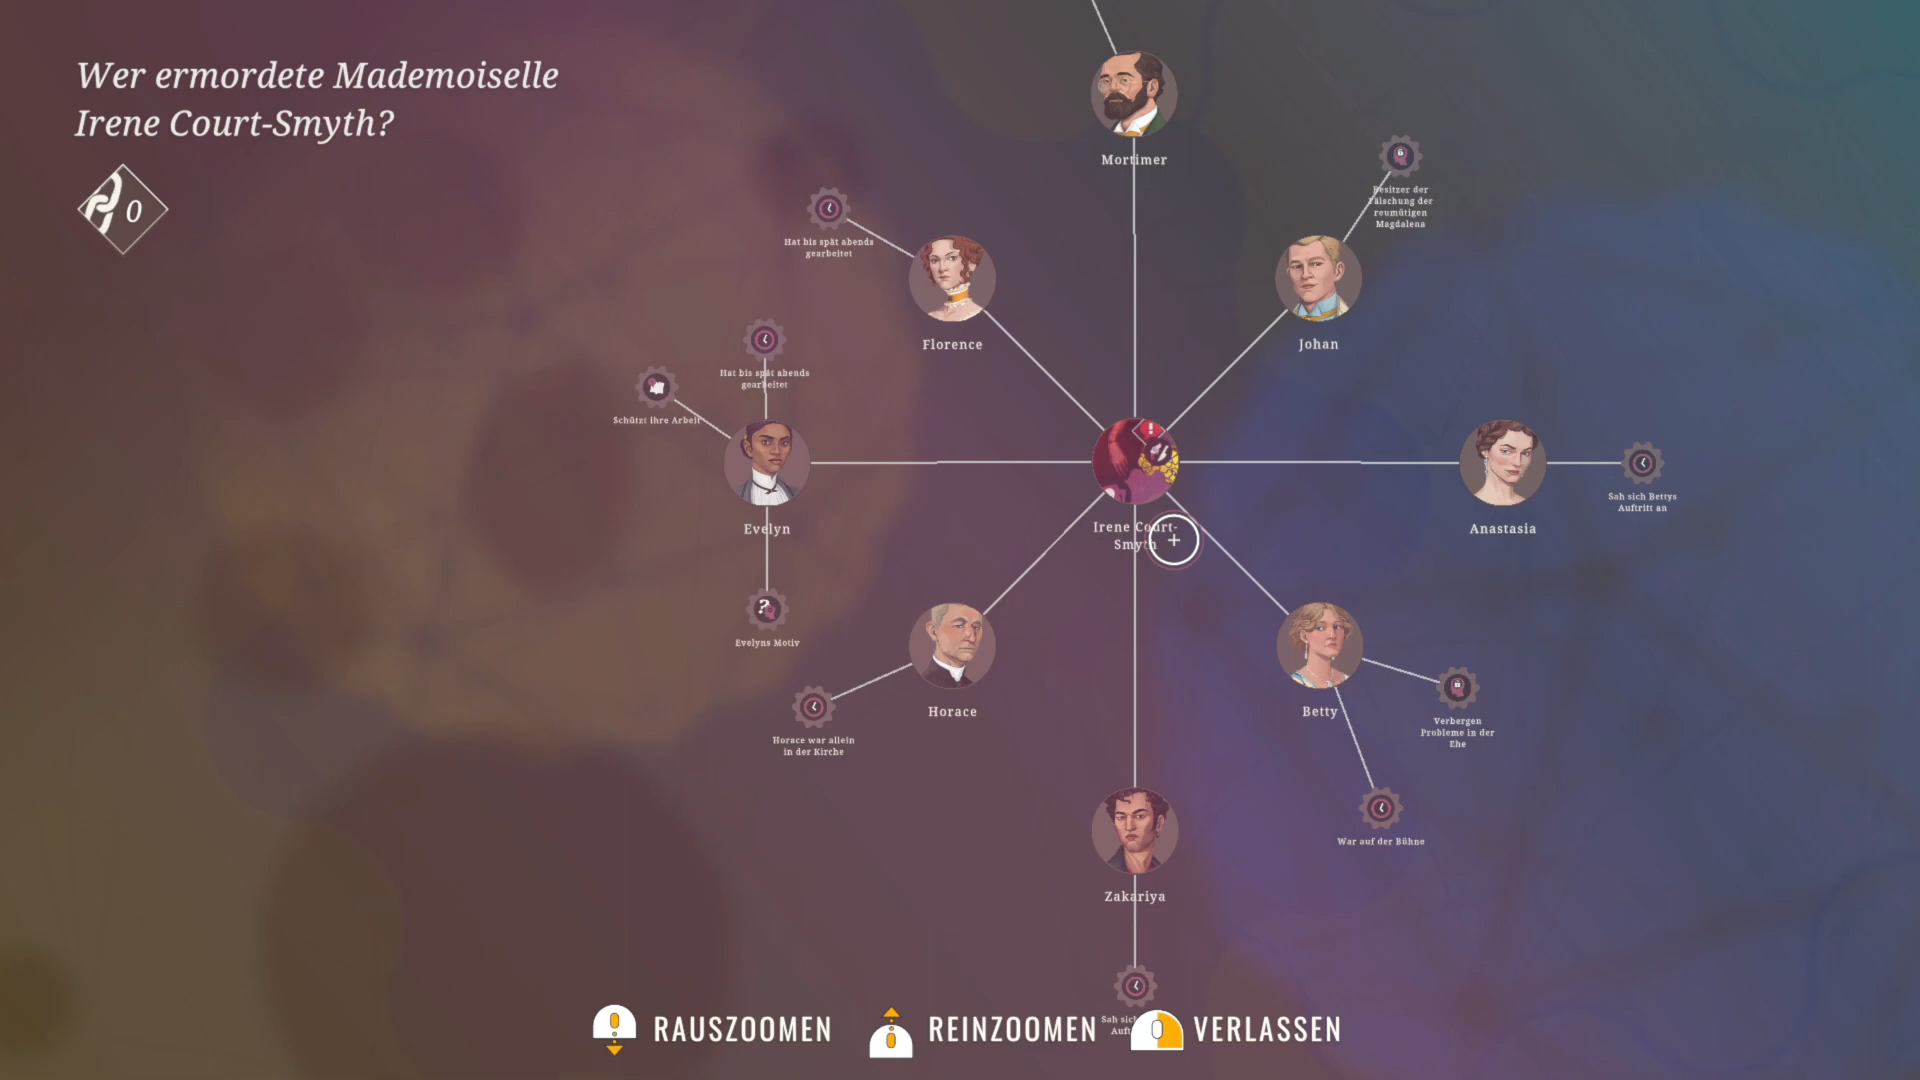 Wer ermordete Mademoiselle
Irene Court-Smyth?
0
Mortimer
Besitzer der
Fälschung der
reumütigen
Magdalena
Hat bis spät abends
gearbeitet
Florence
Johan
Hat bis spät abends
gearbeitet
Schützt ihre Arbeit
Evelyn
Irene Court-
Smyth
Anastasia
Sah sich Bettys
Auftritt an
Evelyns Motiv
Horace
Horace war allein
in der Kirche
Betty
Verbergen
Probleme in der
Ehe
War auf der Bühne
Zakariya
Sah
RAUSZOOMEN
REINZOOMEN
VERLASSEN